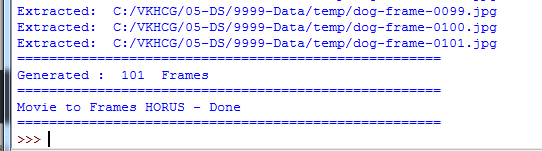 Extracted:  C:/VKHCG/05-DS/9999-Data/temp/dog-frame-0099.jpg
Extracted:  C:/VKHCG/05-DS/9999-Data/temp/dog-frame-0100.jpg
Extracted:  C:/VKHCG/05-DS/9999-Data/temp/dog-frame-0101.jpg
=====================================================
Generated :  101  Frames
=====================================================
Movie to Frames HORUS - Done
=====================================================
>>>